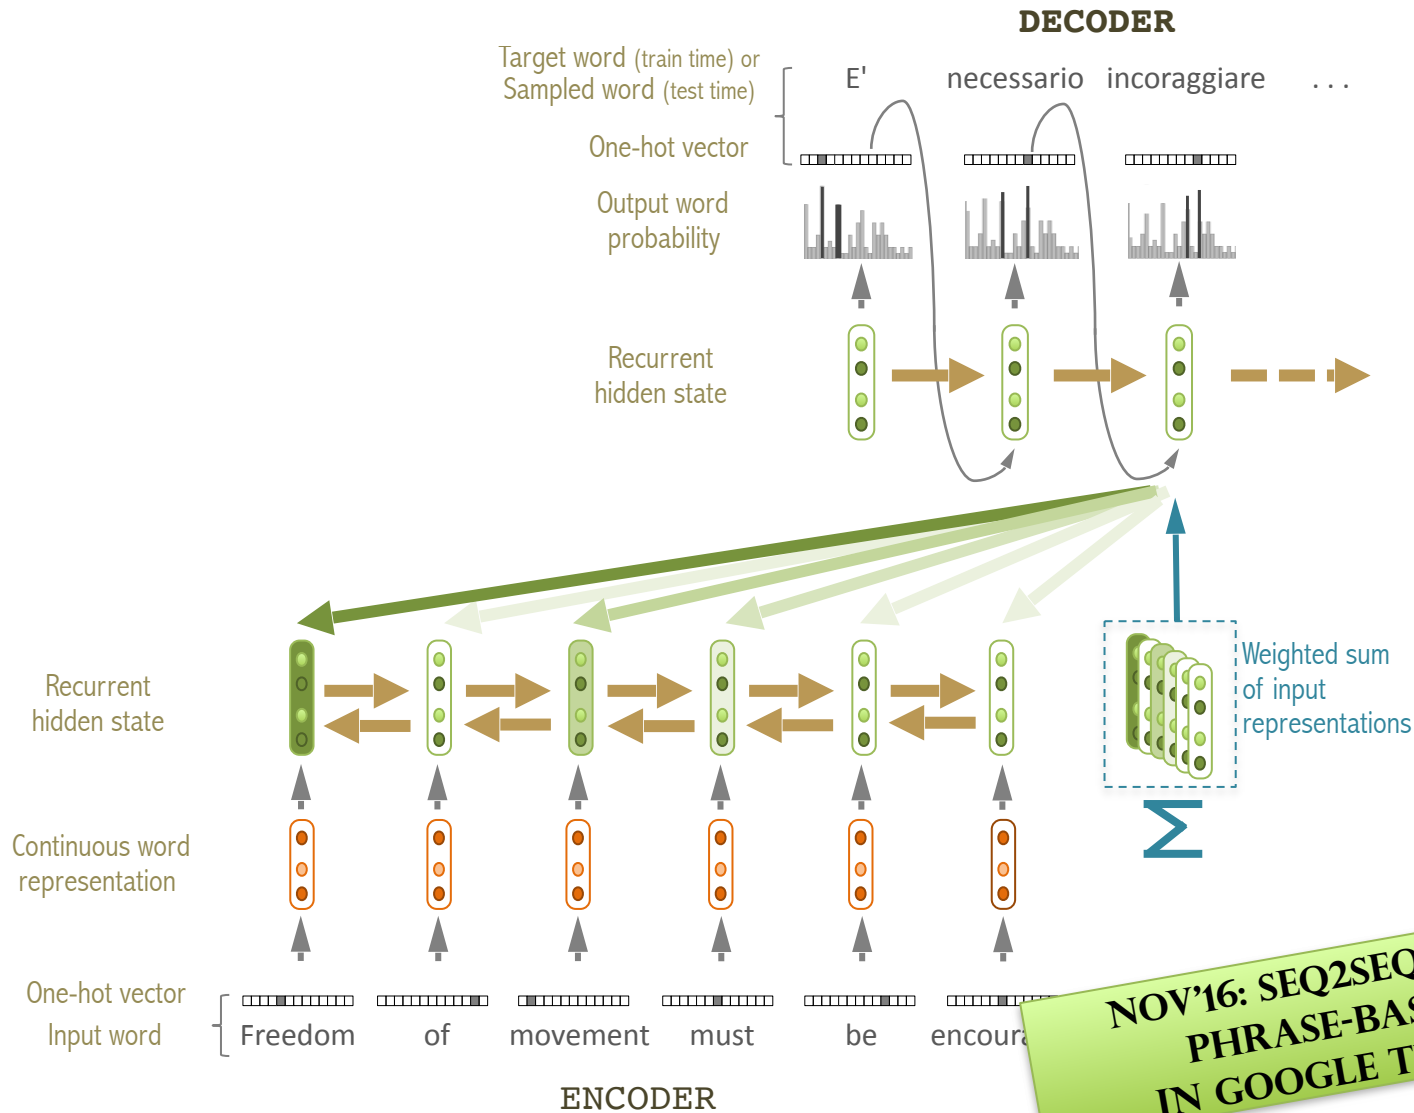 DECODER
Target word (train time) or
Sampled word (test time)
E' necessario incoraggiare ...
One-hot vector
Output word
probability
Recurrent
hidden state
Recurrent
hidden state
Weighted sum
of input
representations
Σ
Continuous word
representation
One-hot vector
Input word
Freedom of movement must be
ENCODER
NOV'16: SEQ2SEQ
IN GOOGLE